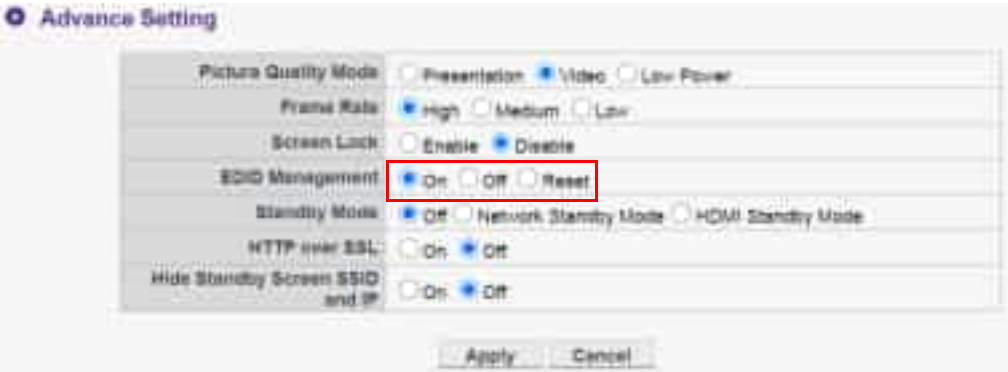 Advance Setting
Picture Quality Mode Presentation Video Low Power
Frame Rate High Medium Low
Screen Lock Enable Disable
EDID Management On Off Reset
Standby Mode Off Network Standby Mode HDMI Standby Mode
HTTP over SSL On Off
Hide Standby Screen SSID
and IP On Off
Apply Cancel